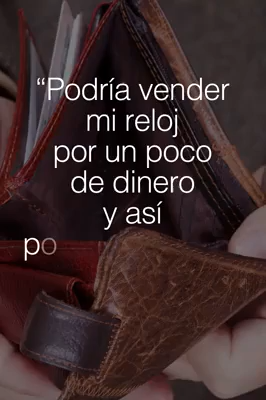 “Podría vender
mi reloj
por un poco
de dinero
y así
po